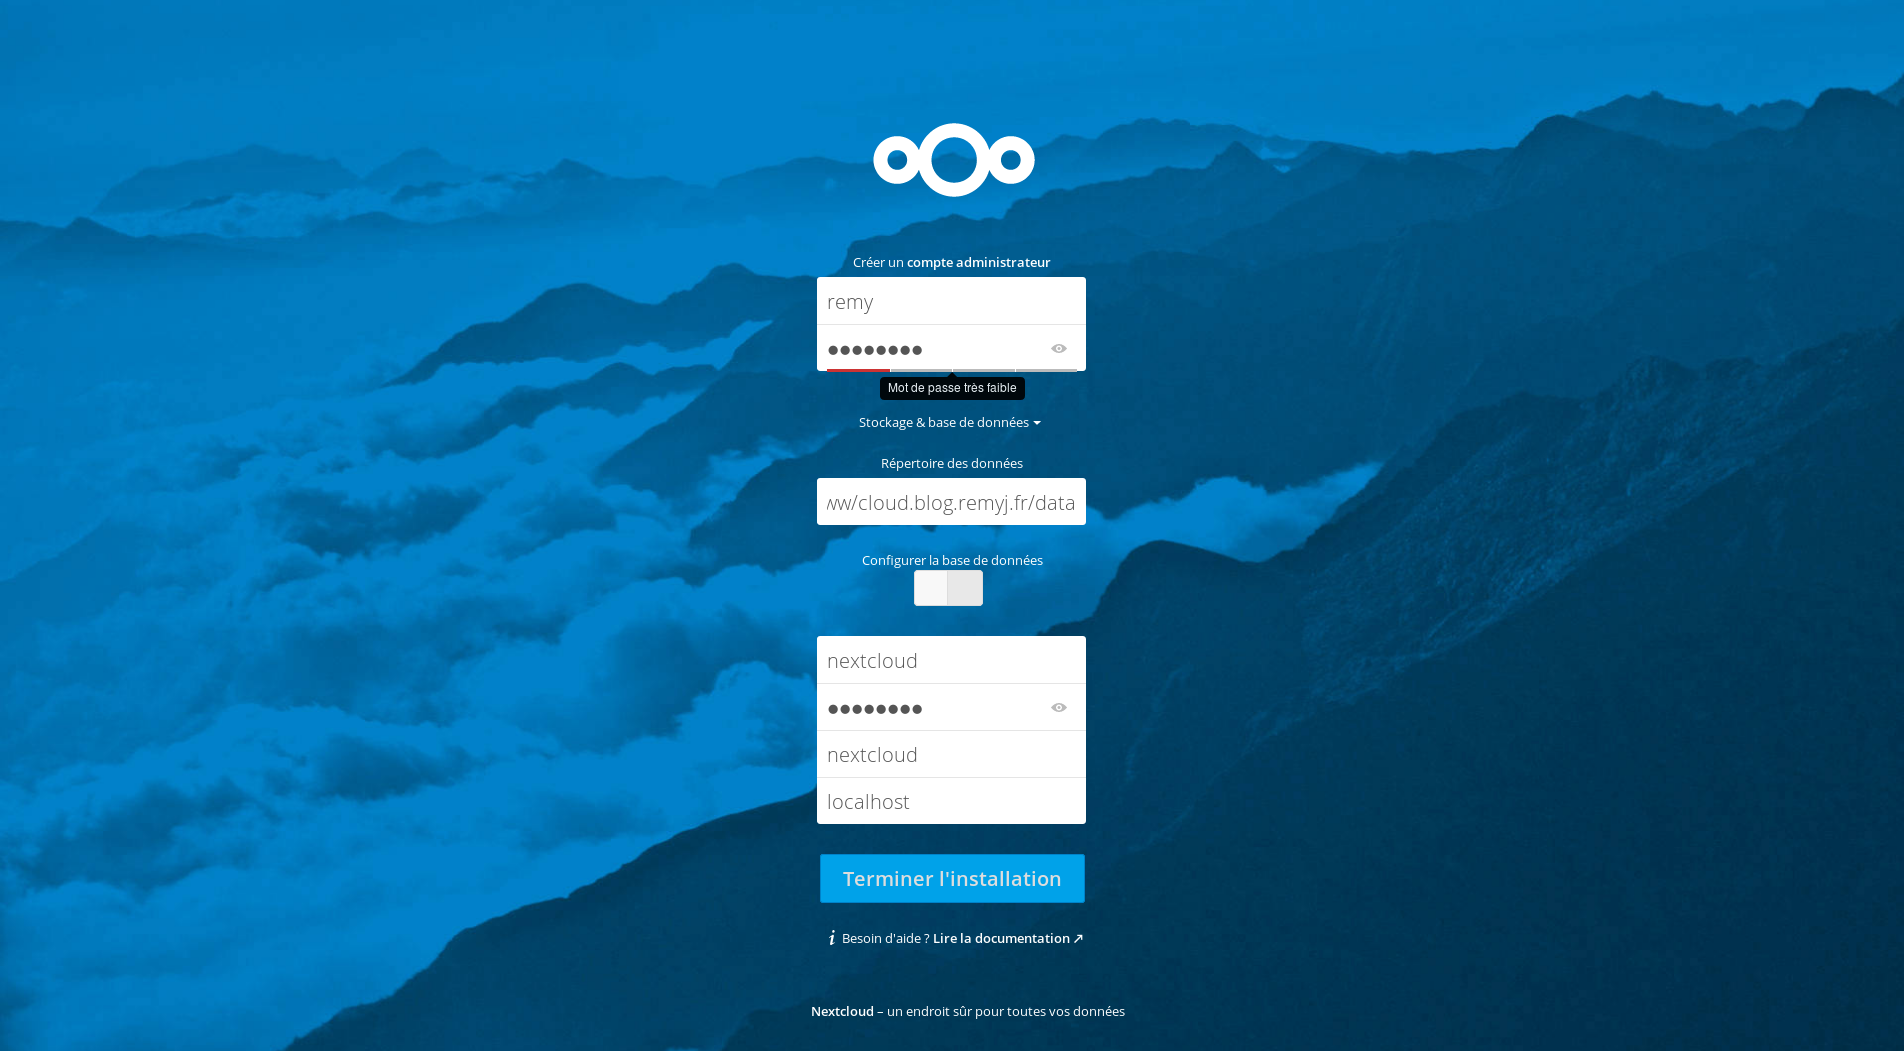 Créer un compte administrateur
remy
●●●●●●●●
Mot de passe très faible
Stockage & base de données
Répertoire des données
/cloud.blog.remyj.fr/data
Configurer la base de données
nextcloud
●●●●●●●●
nextcloud
localhost
Terminer l'installation
i Besoin d'aide ? Lire la documentation ↗
Nextcloud – un endroit sûr pour toutes vos données